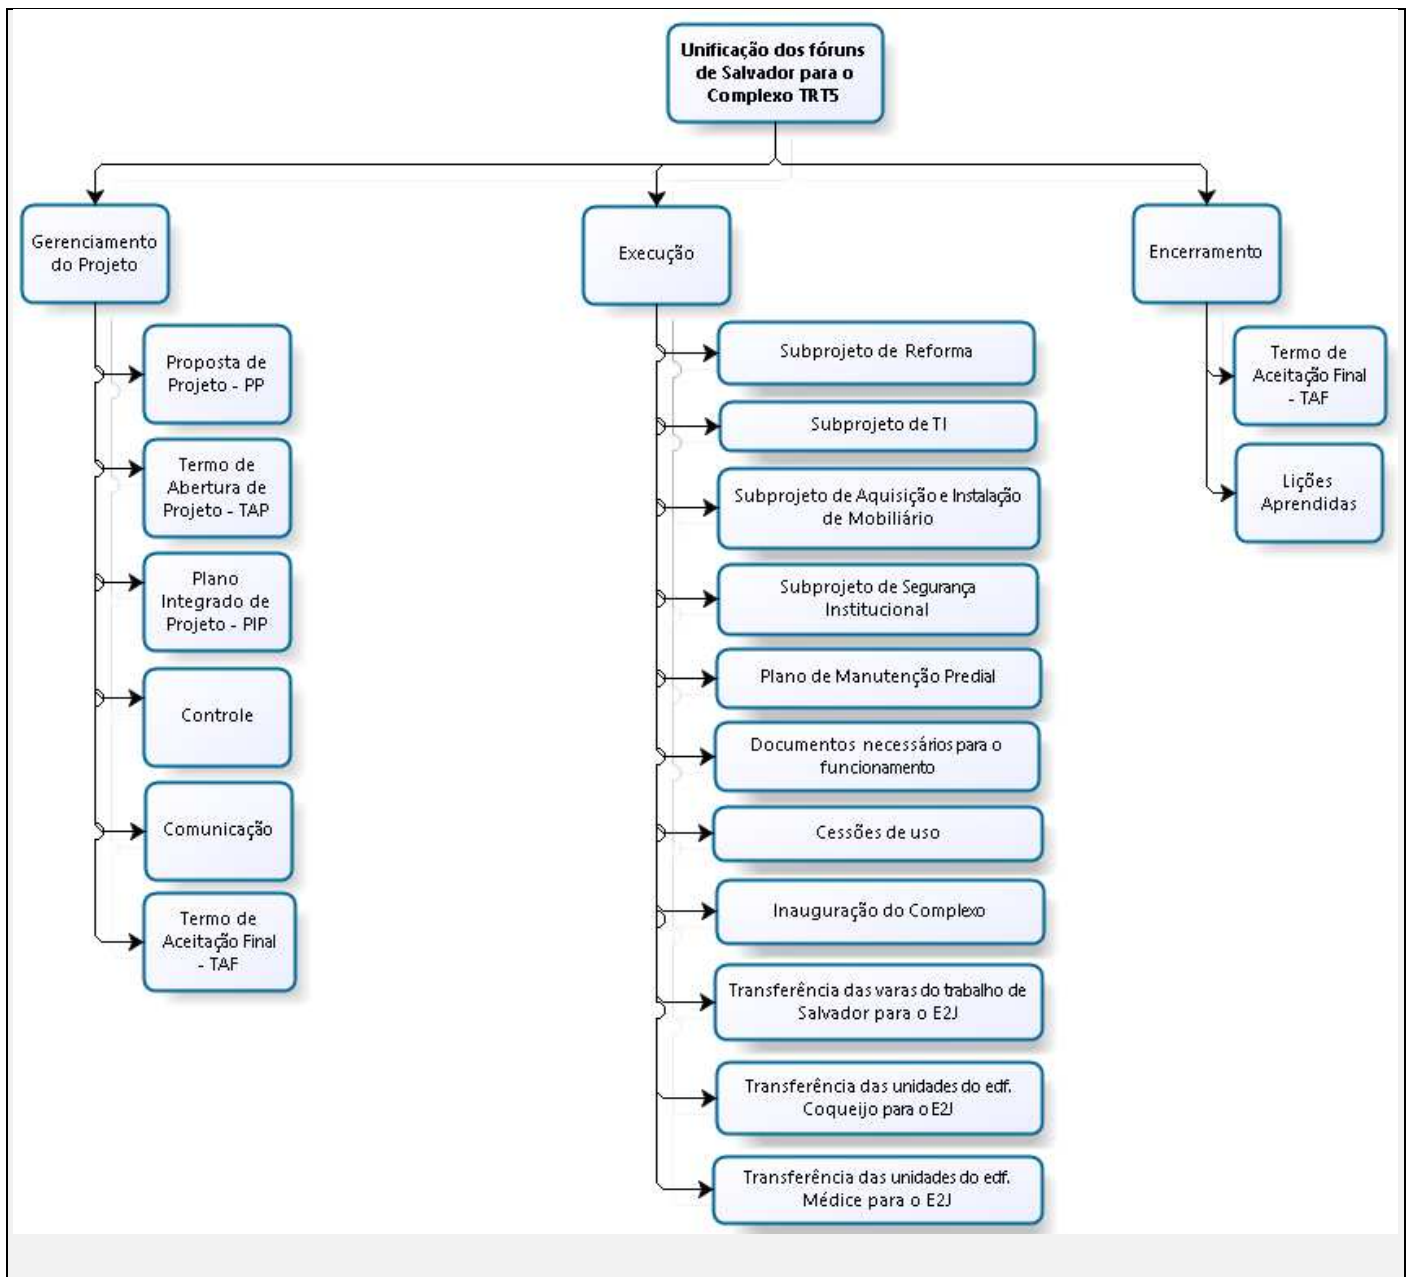 Unificação dos fóruns
de Salvador para o
Complexo TRT5
Gerenciamento
do Projeto
Proposta de
Projeto - PP
Termo de
Abertura de
Projeto - TAP
Plano
Integrado de
Projeto - PIP
Controle
Comunicação
Termo de
Aceitação Final
- TAF
Execução
Subprojeto de Reforma
Subprojeto de TI
Subprojeto de Aquisição e Instalação
de Mobiliário
Subprojeto de Segurança
Institucional
Plano de Manutenção Predial
Documentos necessários para o
funcionamento
Cessões de uso
Inauguração do Complexo
Transferência das varas do trabalho de
Salvador para o E2J
Transferência das unidades do edf.
Coqueijo para o E2J
Transferência das unidades do edf.
Médice para o E2J
Encerramento
Termo de
Aceitação Final
- TAF
Lições
Aprendidas